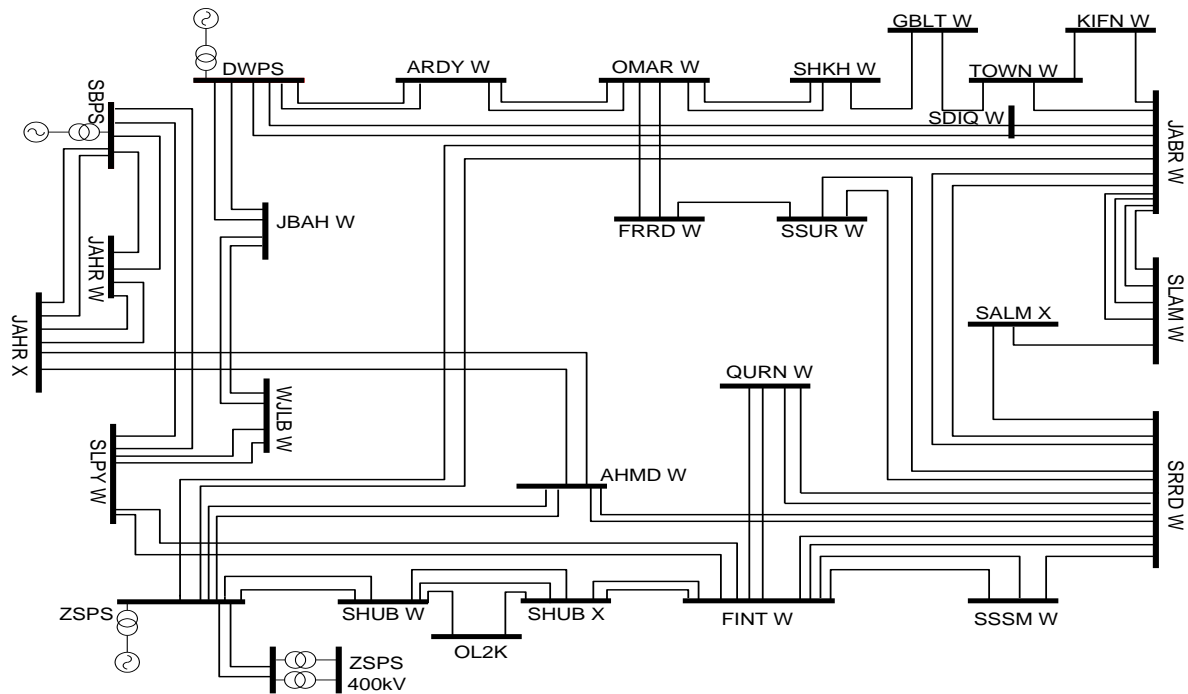 GBLT W
KIFN W
DWPS
ARDY W
OMAR W
SHKH W
TOWN W
SBPS
SDIQ W
JABR W
JBAH W
FRRD W
SSUR W
JAHR W
SLAM W
SALM X
JAHR X
QURN W
WJLB W
SLPY W
AHMD W
SRRD W
ZSPS
SHUB W
SHUB X
FINT W
SSSM W
OL2K
ZSPS
400kV